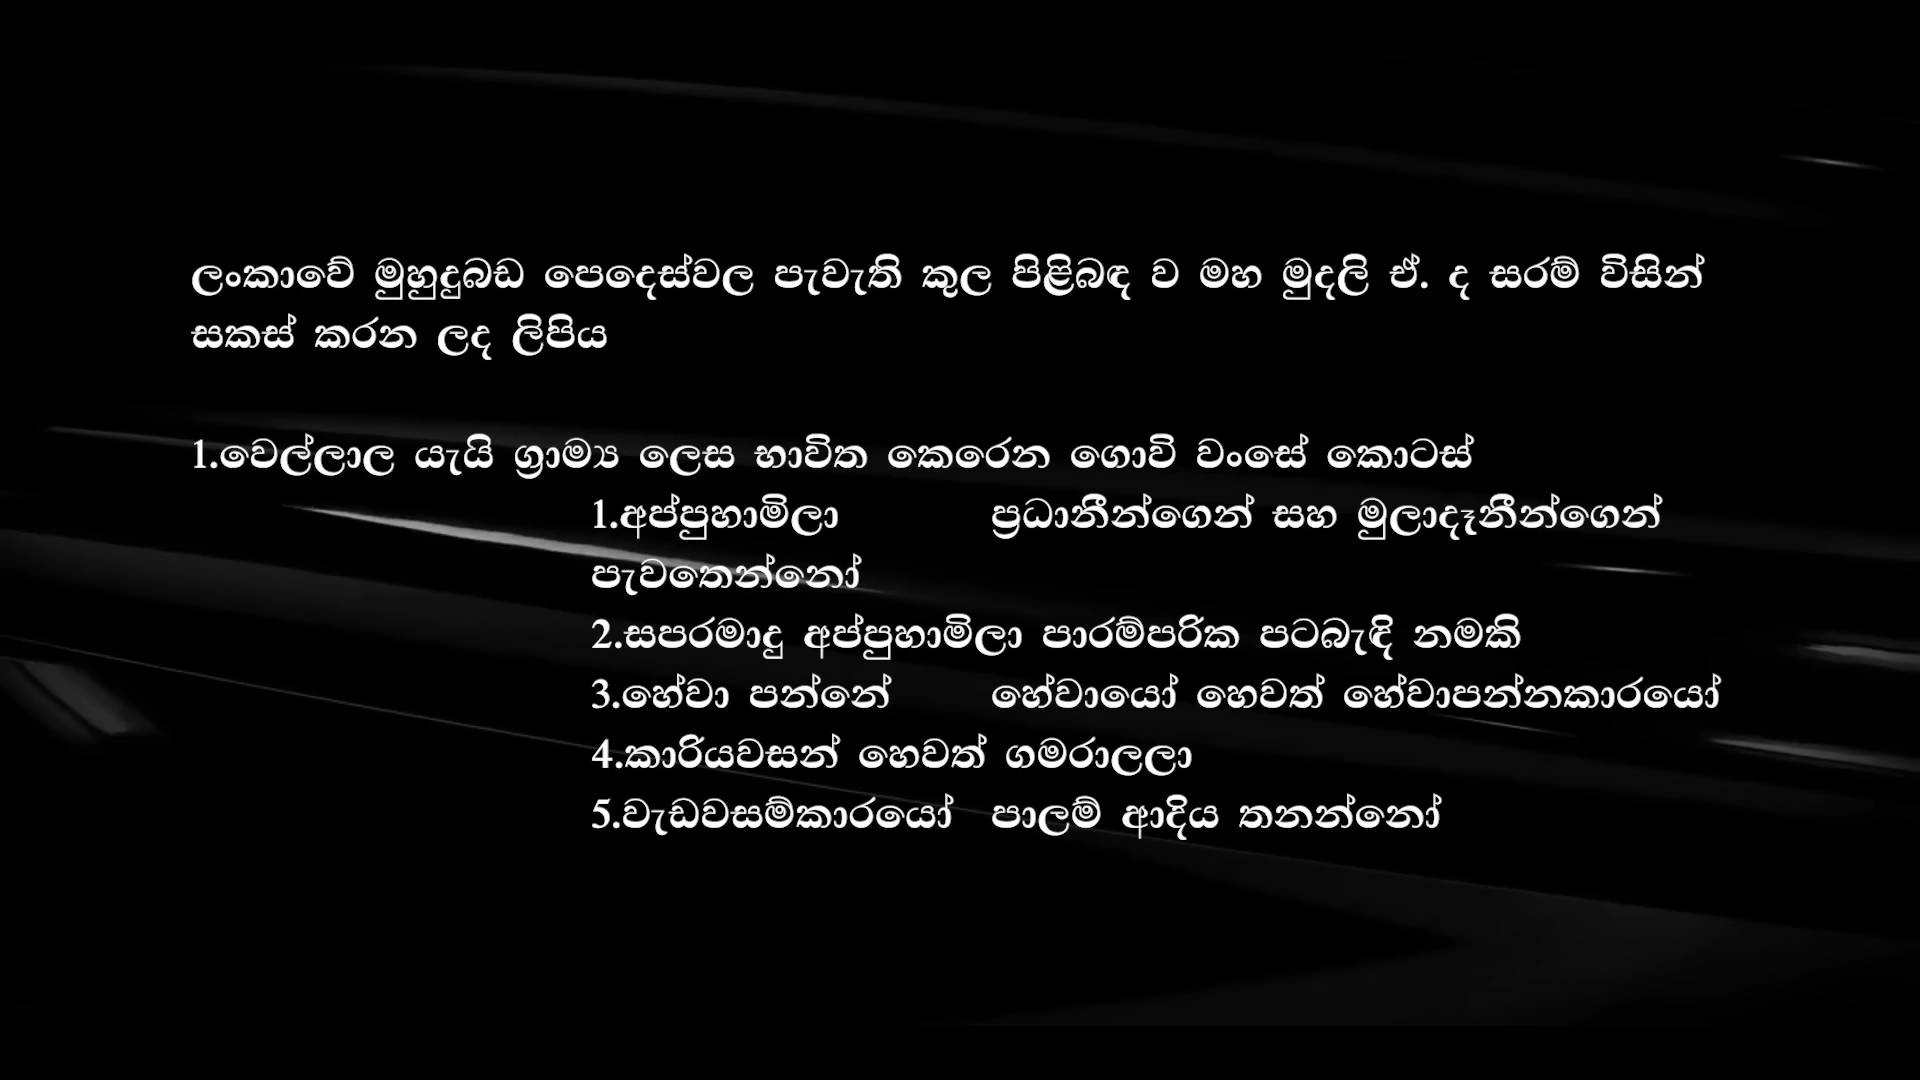 ලංකාවේ මුහුදුබඩ පෙදෙස්වල පැවැති කුල පිළිබඳ ව මහ මුදලි ඒ. ද සරම් විසින්
සකස් කරන ලද ලිපිය
1.වෙල්ලාල යැයි ග්‍රාම්‍ය ලෙස භාවිත කෙරෙන ගොවි වංසේ කොටස්
1.අප්පුහාමිලා ප්‍රධානීන්ගෙන් සහ මුලාදෑනීන්ගෙන්
පැවතෙන්නෝ
2.සපරමාදු අප්පුහාමිලා පාරම්පරික පටබැඳි නමකි
3.හේවා පන්නේ හේවායෝ හෙවත් හේවාපන්නකාරයෝ
4.කාරියවසන් හෙවත් ගමරාලලා
5.වැඩවසම්කාරයෝ පාලම් ආදිය තනන්නෝ